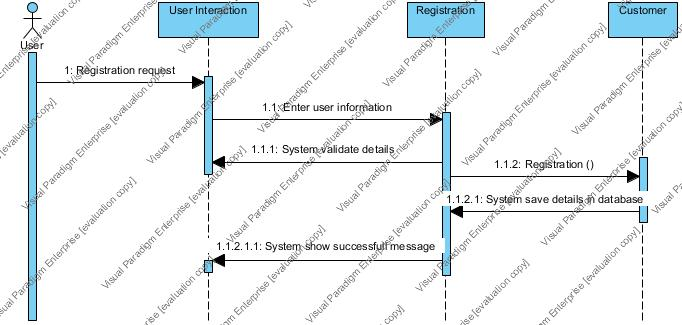 User Interaction
Registration
Customer
User
1: Registration request
1.1: Enter user information
1.1.1: System validate details
1.1.2: Registration ()
1.1.2.1: System save details in database
1.1.2.1.1: System show successfull message
Visual Paradigm Enterprise [evaluation copy]